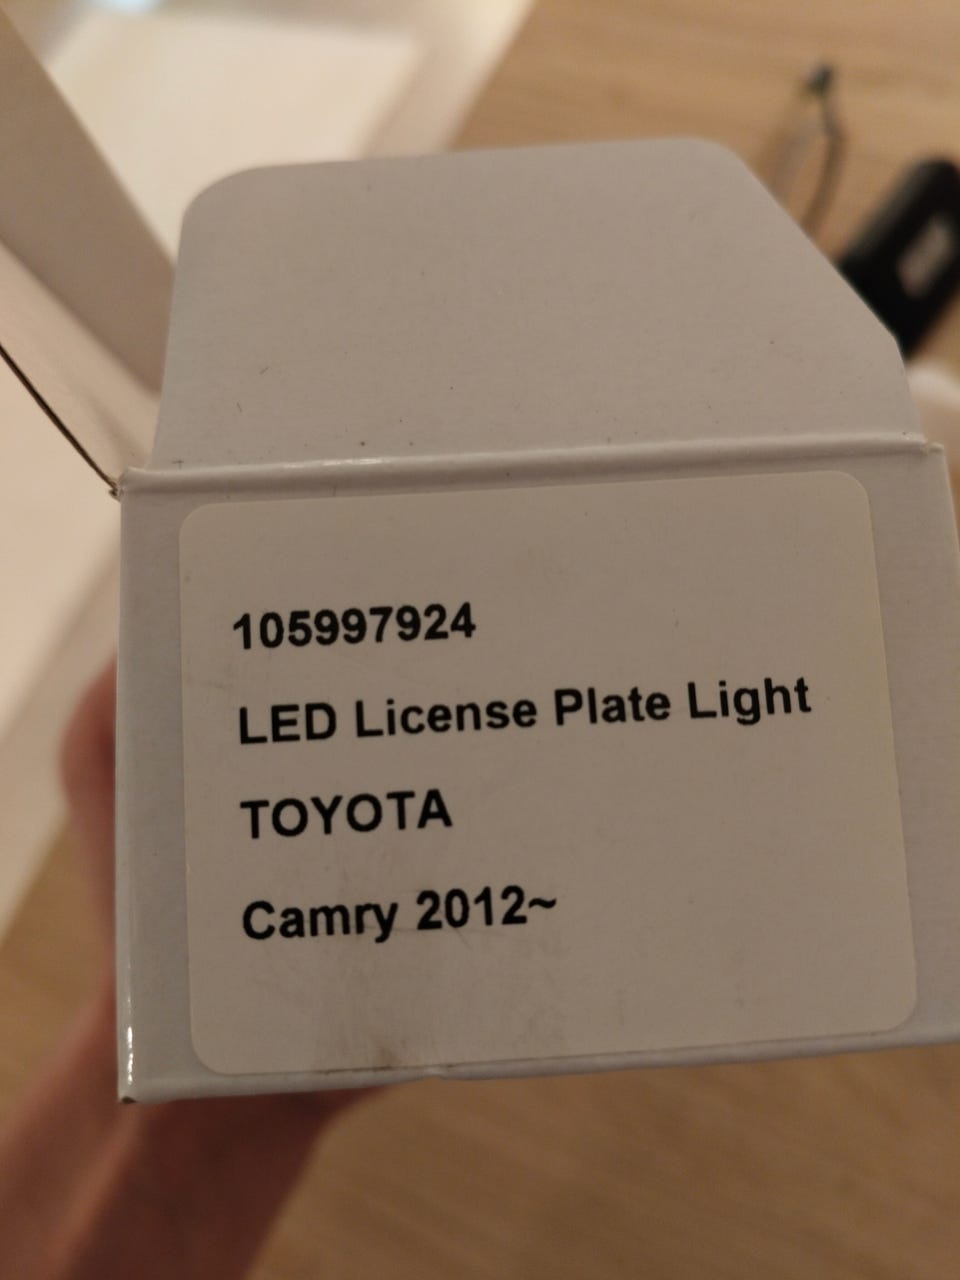 105997924
LED License Plate Light
TOYOTA
Camry 2012~